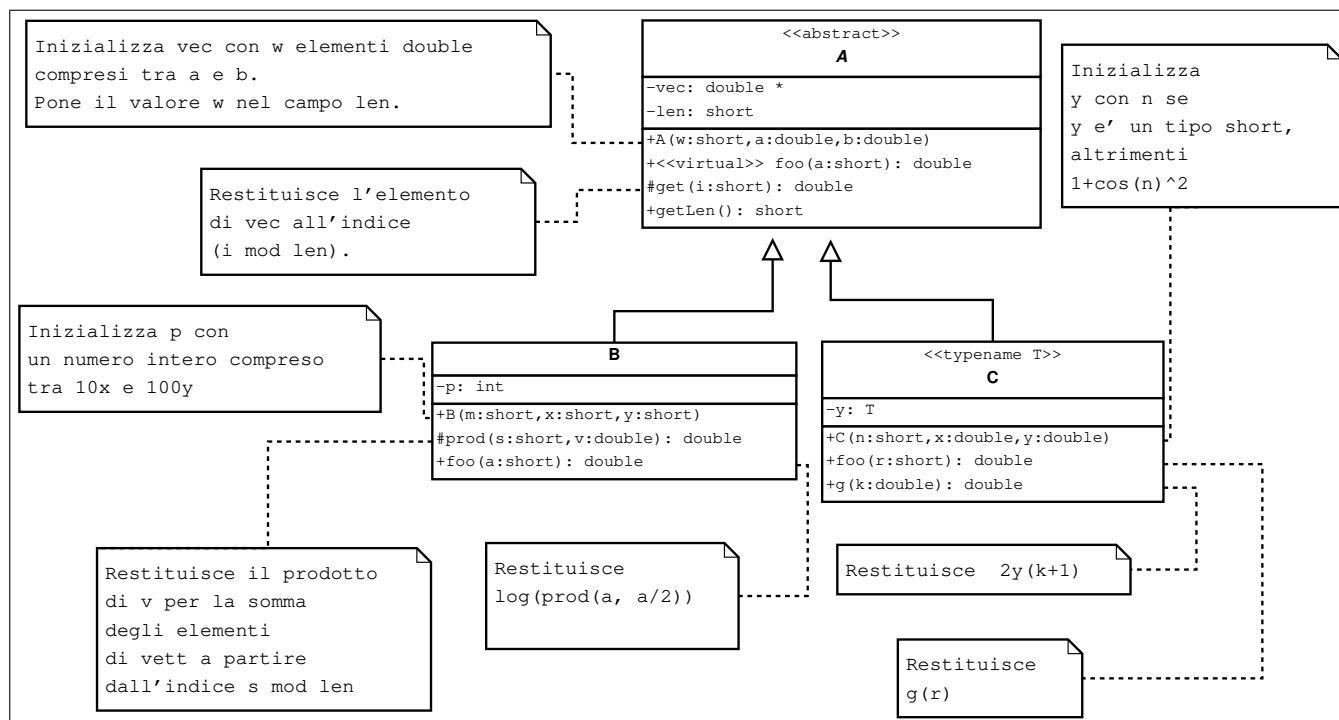 Inizializza vec con w elementi double
compresi tra a e b.
Pone il valore w nel campo len.
<<abstract>>
A
-vec: double *
-len: short
+A(w:short,a:double,b:double)
+<<virtual>> foo(a:short): double
#get(i:short): double
+getLen(): short
Inizializza
y con n se
y e' un tipo short,
altrimenti
1+cos(n)^2
Restituisce l'elemento
di vec all'indice
(i mod len).
Inizializza p con
un numero intero compreso
tra 10x e 100y
B
-p: int
+B(m:short,x:short,y:short)
#prod(s:short,v:double): double
+foo(a:short): double
<<typename T>>
C
-y: T
+C(n:short,x:double,y:double)
+foo(r:short): double
+g(k:double): double
Restituisce il prodotto
di v per la somma
degli elementi
di vett a partire
dall'indice s mod len
Restituisce
log(prod(a, a/2))
Restituisce 2y(k+1)
Restituisce
g(r)